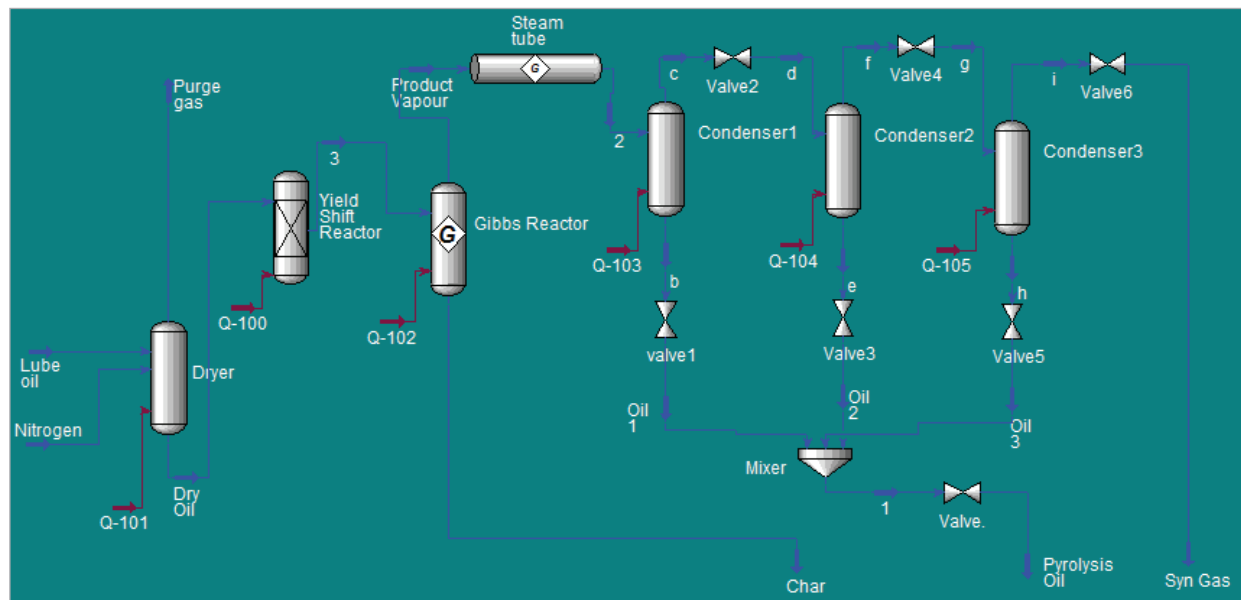 Steam
tube
G
Purge
gas
Product
Vapour
c
Valve2
d
f
Valve4
g
i
Valve6
3
2
Condenser1
Condenser2
Condenser3
Yield
Shift
Reactor
G
Gibbs Reactor
Q-100
Q-102
Q-103
Q-104
Q-105
b
e
h
valve1
Valve3
Valve5
Lube
oil
Dryer
Nitrogen
Oil
1
Oil
2
Oil
3
Mixer
Dry
Oil
Q-101
1
Valve.
Char
Pyrolysis
Oil
Syn Gas